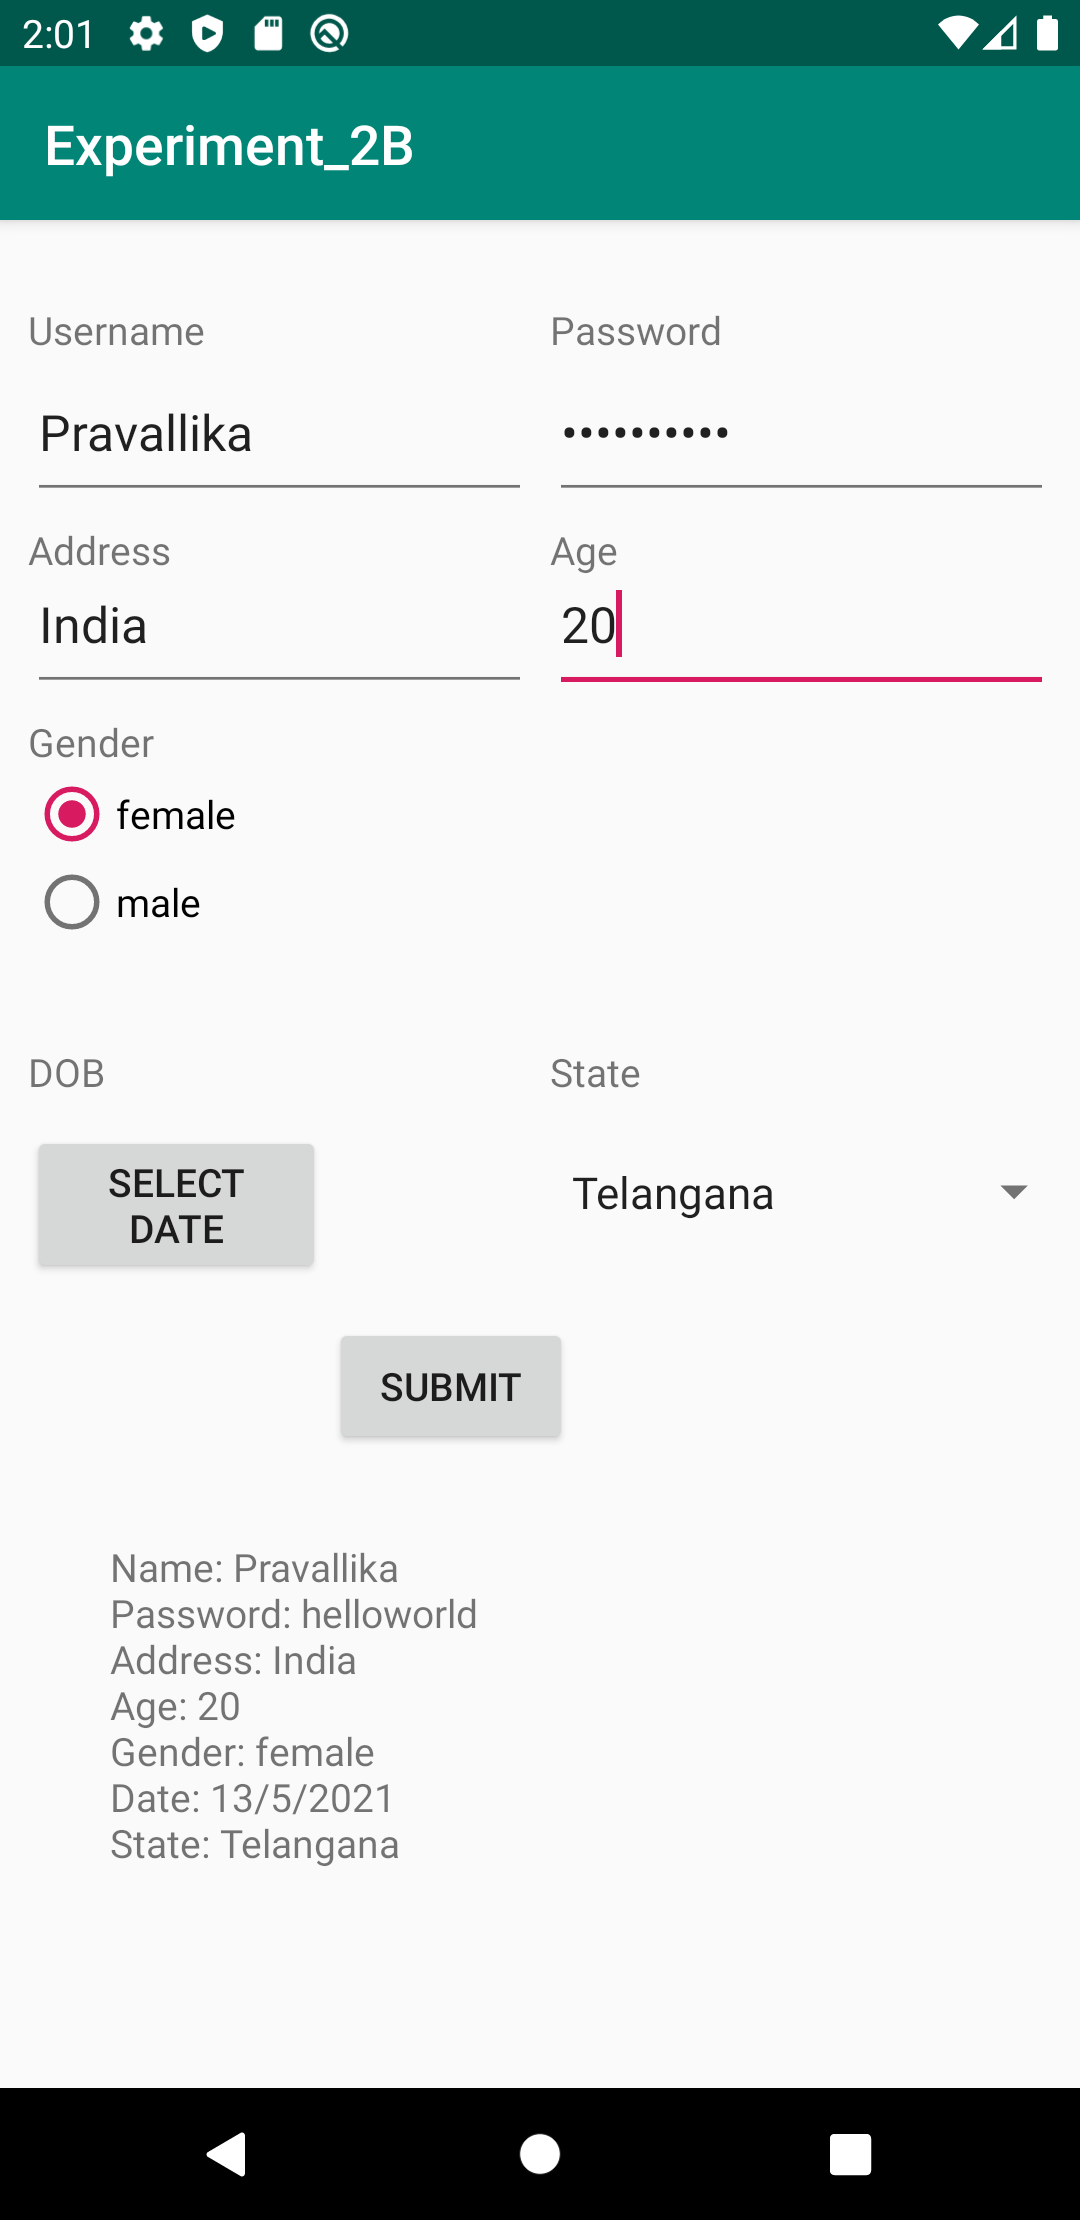 2:01
Experiment_2B
Username
Password
Pravallika
••••••••••
Address
Age
India
20
Gender
female
male
DOB
State
SELECT
DATE
Telangana
SUBMIT
Name: Pravallika
Password: helloworld
Address: India
Age: 20
Gender: female
Date: 13/5/2021
State: Telangana